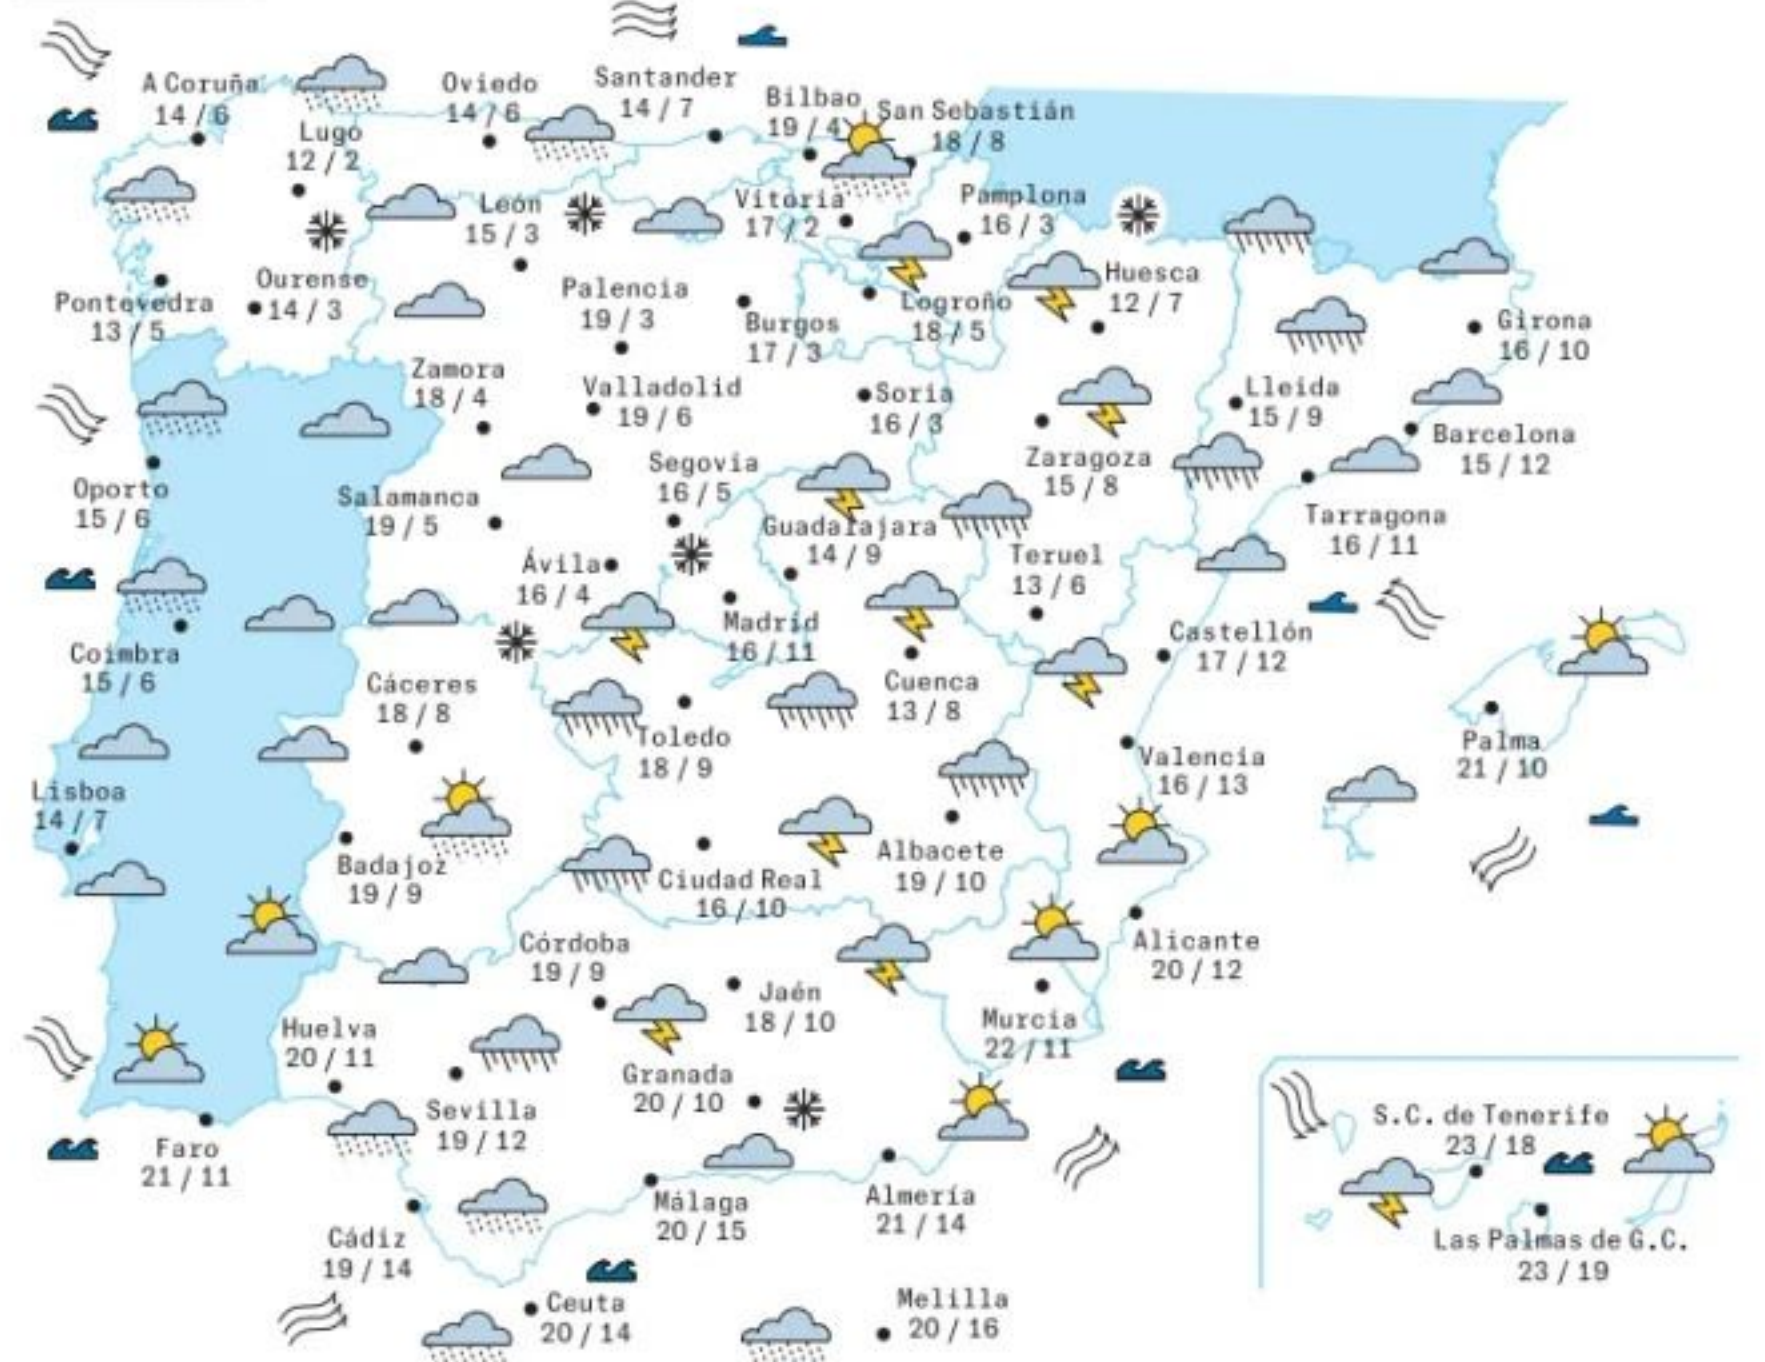 A Coruña
14 / 6
Lugo
12 / 2
Oviedo
14 / 6
Santander
14 / 7
Bilbao
19 / 4
San Sebastián
18 / 8
León
15 / 3
Vitoria
17 / 2
Pamplona
16 / 3
Pontevedra
13 / 5
Ourense
14 / 3
Palencia
19 / 3
Burgos
17 / 3
Logroño
18 / 5
Huesca
12 / 7
Girona
16 / 10
Zamora
18 / 4
Valladolid
19 / 6
Soria
16 / 3
Lleida
15 / 9
Barcelona
15 / 12
Oporto
15 / 6
Salamanca
19 / 5
Segovia
16 / 5
Zaragoza
15 / 8
Tarragona
16 / 11
Guadalajara
14 / 9
Ávila
16 / 4
Teruel
13 / 6
Madrid
16 / 11
Castellón
17 / 12
Coimbra
15 / 6
Cáceres
18 / 8
Cuenca
13 / 8
Toledo
18 / 9
Valencia
16 / 13
Palma
21 / 10
Lisboa
14 / 7
Badajoz
19 / 9
Ciudad Real
16 / 10
Albacete
19 / 10
Córdoba
19 / 9
Alicante
20 / 12
Jaén
18 / 10
Murcia
22 / 11
Huelva
20 / 11
Granada
20 / 10
Sevilla
19 / 12
Faro
21 / 11
S.C. de Tenerife
23 / 18
Málaga
20 / 15
Almería
21 / 14
Cádiz
19 / 14
Las Palmas de G.C.
23 / 19
Ceuta
20 / 14
Melilla
20 / 16